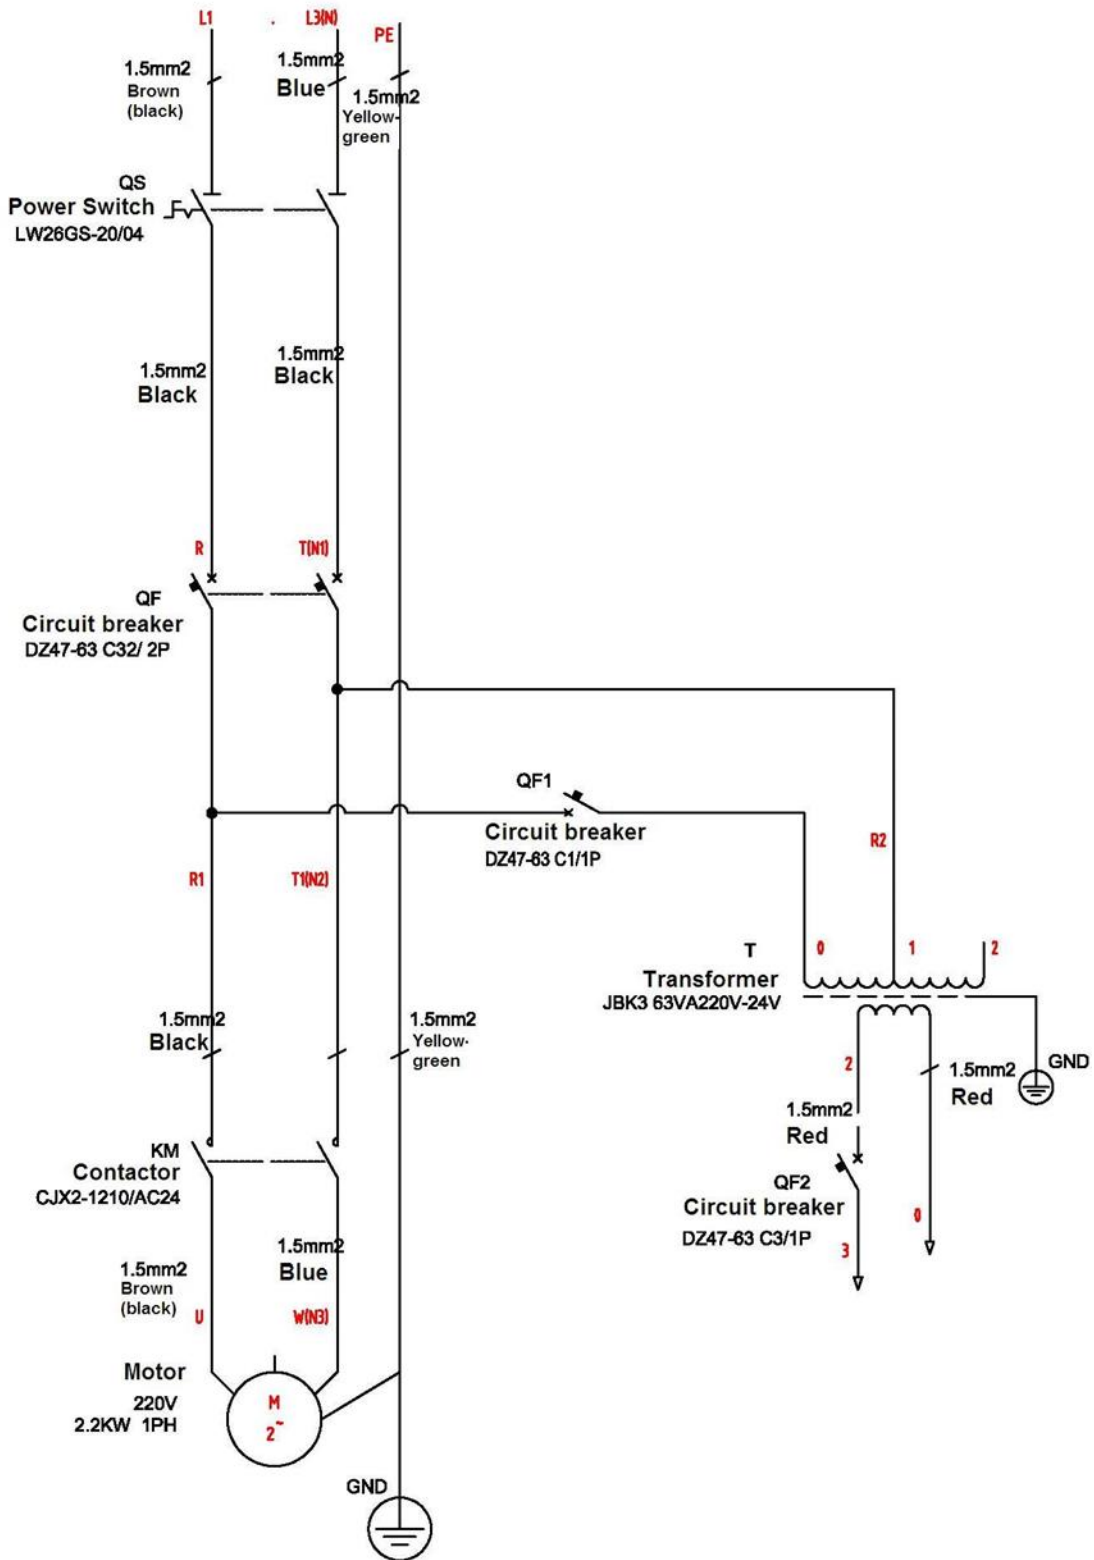 L1
L3(N)
PE
1.5mm2
Brown
(black)
1.5mm2
Blue
1.5mm2
Yellow-
green
QS
Power Switch
LW26GS-20/04
1.5mm2
Black
1.5mm2
Black
R
T(N1)
QF
Circuit breaker
DZ47-63 C32/ 2P
QF1
Circuit breaker
DZ47-63 C1/1P
R2
R1
T1(N2)
T
Transformer
JBK3 63VA220V-24V
0
1
2
1.5mm2
Black
1.5mm2
Yellow-
green
2
1.5mm2
Red
GND
1.5mm2
Red
KM
Contactor
CJX2-1210/AC24
QF2
Circuit breaker
DZ47-63 C3/1P
3
0
1.5mm2
Brown
(black)
1.5mm2
Blue
U
W(N3)
Motor
220V
2.2KW 1PH
M
2~
GND